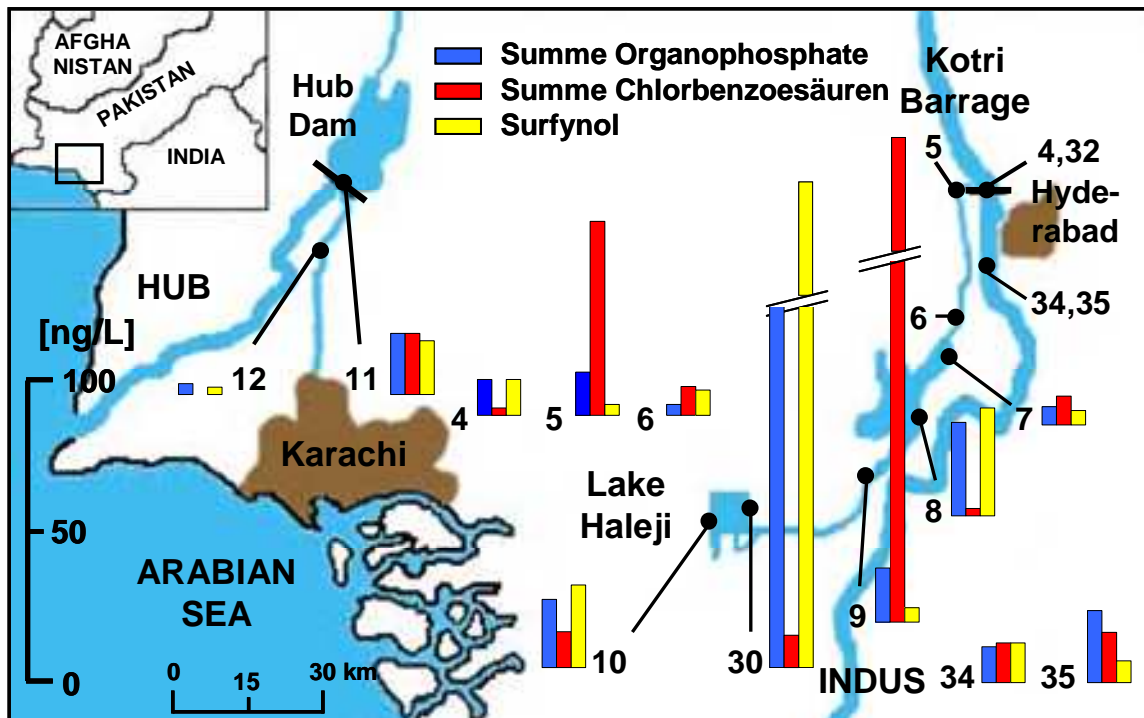 AFGHA
NISTAN
PAKISTAN
INDIA
Summe Organophosphate
Summe Chlorbenzoesäuren
Surfynol
Hub
Dam
Kotri
Barrage
5
4,32
Hyde-
rabad
34,35
HUB
[ng/L]
100
50
0
12
11
4
5
6
6
7
8
9
Karachi
Lake
Haleji
ARABIAN
SEA
10
30
INDUS
34
35
0
15
30 km